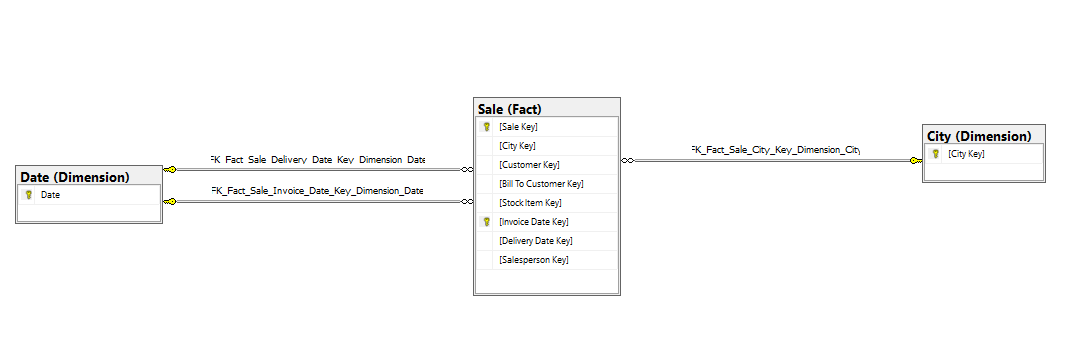 Sale (Fact)
[Sale Key]
[City Key]
[Customer Key]
[Bill To Customer Key]
[Stock Item Key]
[Invoice Date Key]
[Delivery Date Key]
[Salesperson Key]
City (Dimension)
[City Key]
Date (Dimension)
Date
FK_Fact_Sale_Delivery_Date_Key_Dimension_Date
FK_Fact_Sale_Invoice_Date_Key_Dimension_Date
FK_Fact_Sale_City_Key_Dimension_City